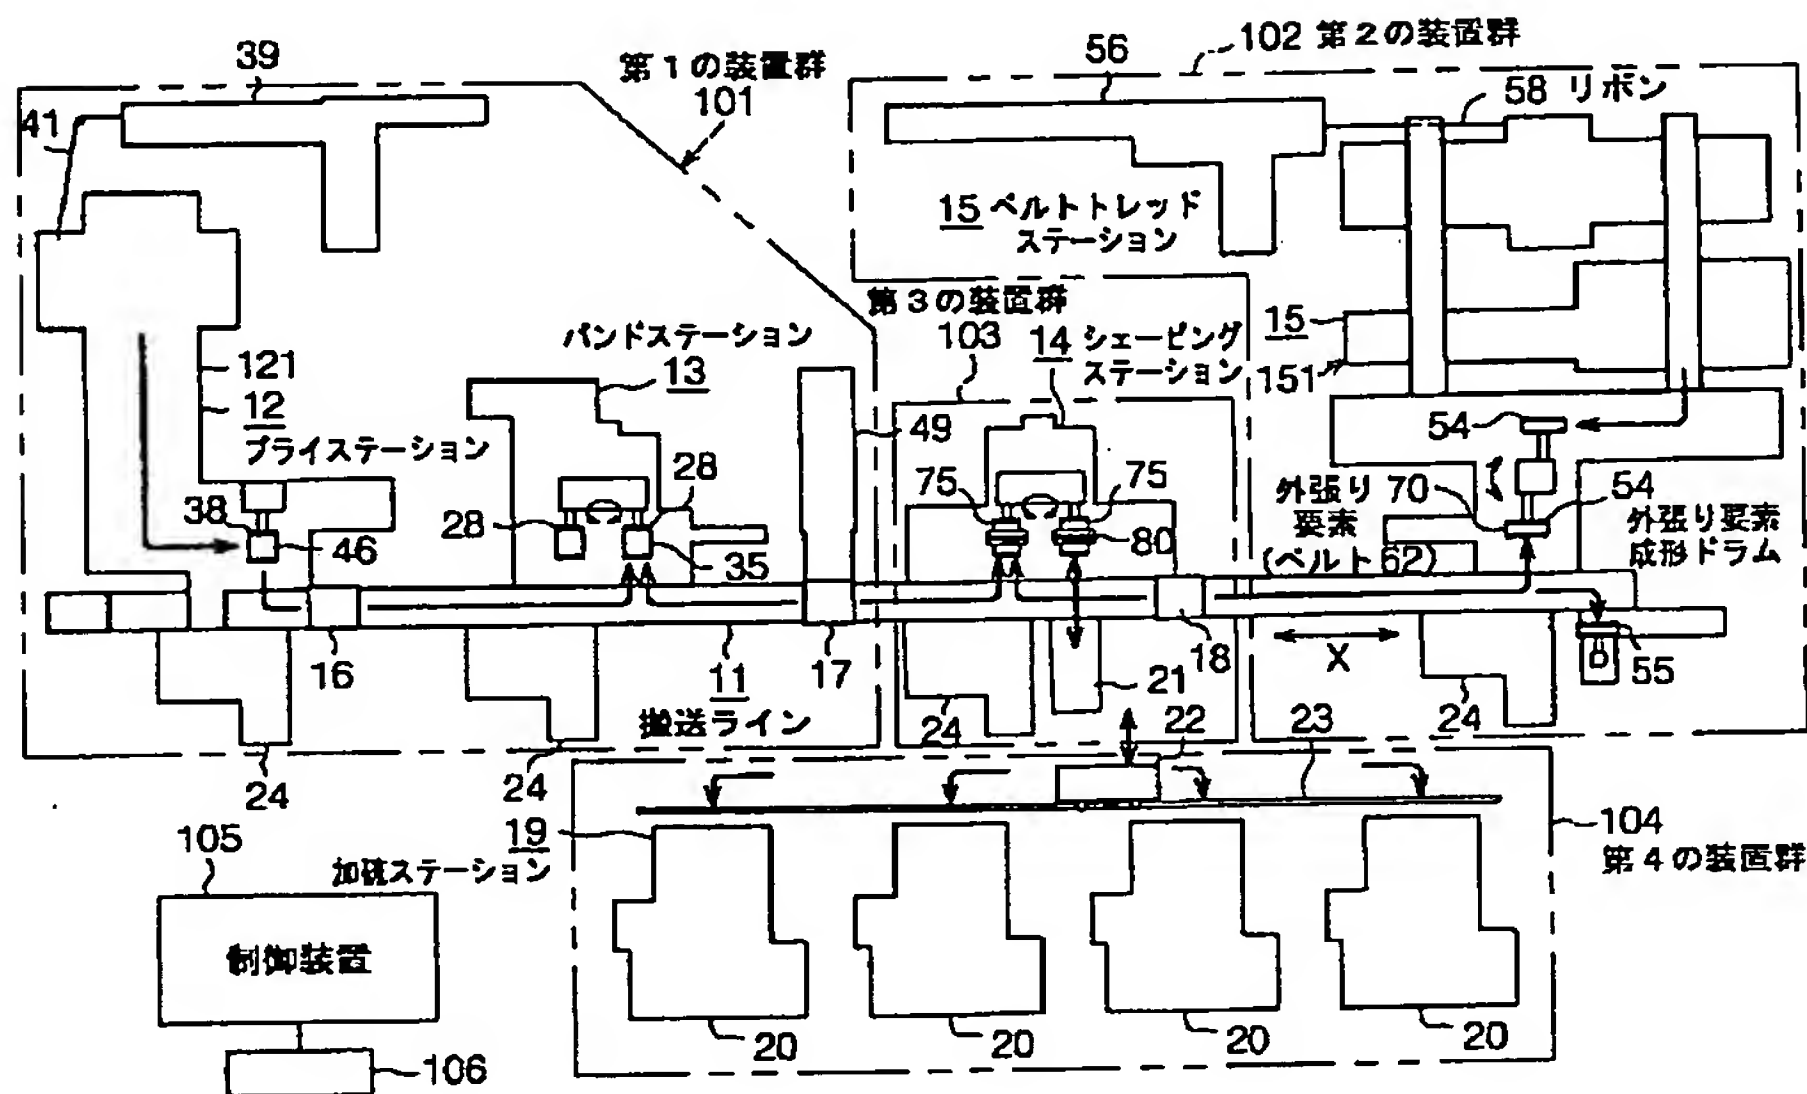 39
第１の装置群
101
56
102 第２の装置群
58 リボン
41
15 ベルトトレッド
ステーション
第３の装置群
103
バンドステーション
13
14 シェーピング
ステーション
15
151
121
12
プライステーション
49
54
28
28
75
75
外張り
要素
(ベルト62)
70
54
外張り要素
成形ドラム
38
46
35
80
16
11
搬送ライン
17
18
X
21
55
24
24
24
24
22
23
19
加硫ステーション
104
第４の装置群
105
制御装置
106
20
20
20
20